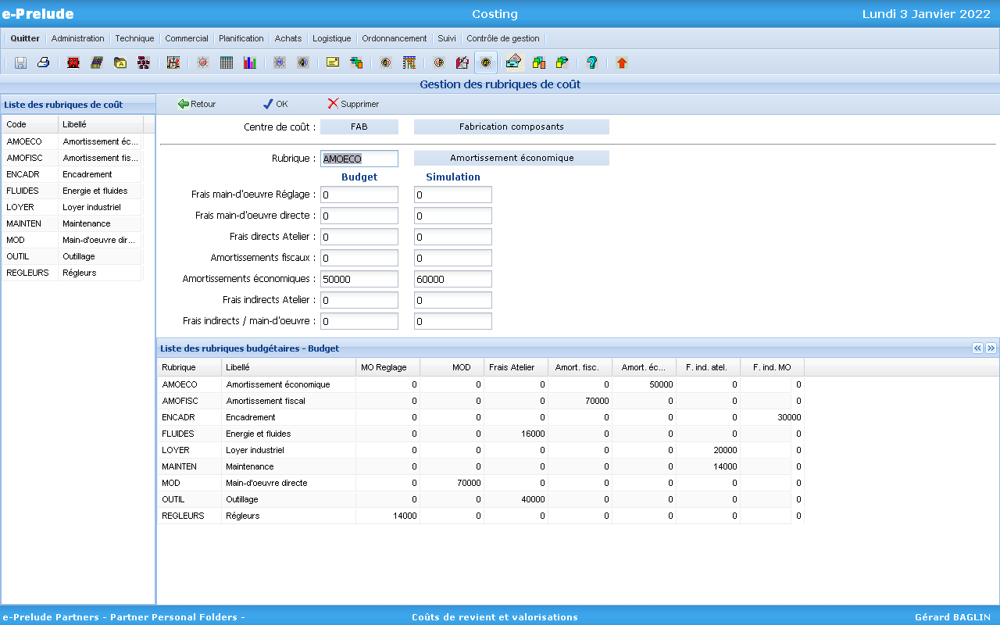 e-Prelude Costing Lundi 3 Janvier 2022
Quitter Administration Technique Commercial Planification Achats Logistique Ordonnancement Suivi Contrôle de gestion
Gestion des rubriques de coût
Liste des rubriques de coût
Code Libellé
AMOECO Amortissement éc...
AMOFISC Amortissement fis...
ENCADR Encadrement
FLUIDES Energie et fluides
LOYER Loyer industriel
MAINTEN Maintenance
MOD Main-d'oeuvre dir...
OUTIL Outillage
REGLEURS Régleurs
Retour OK Supprimer
Centre de coût : FAB Fabrication composants
Rubrique : AMOECO Amortissement économique
Budget Simulation
Frais main-d'oeuvre Réglage : 0 0
Frais main-d'oeuvre directe : 0 0
Frais directs Atelier : 0 0
Amortissements fiscaux : 0 0
Amortissements économiques : 50000 60000
Frais indirects Atelier : 0 0
Frais indirects / main-d'oeuvre : 0 0
Liste des rubriques budgétaires - Budget
Rubrique Libellé MO Reglage MOD Frais Atelier Amort. fisc. Amort. éc... F. ind. atel. F. ind. MO
AMOECO Amortissement économique 0 0 0 0 50000 0 0
AMOFISC Amortissement fiscal 0 0 0 70000 0 0 0
ENCADR Encadrement 0 0 0 0 0 0 30000
FLUIDES Energie et fluides 0 0 16000 0 0 0 0
LOYER Loyer industriel 0 0 0 0 0 20000 0
MAINTEN Maintenance 0 0 0 0 0 14000 0
MOD Main-d'oeuvre directe 0 70000 0 0 0 0 0
OUTIL Outillage 0 0 40000 0 0 0 0
REGLEURS Régleurs 14000 0 0 0 0 0 0
e-Prelude Partners - Partner Personal Folders - Coûts de revient et valorisations Gérard BAGLIN